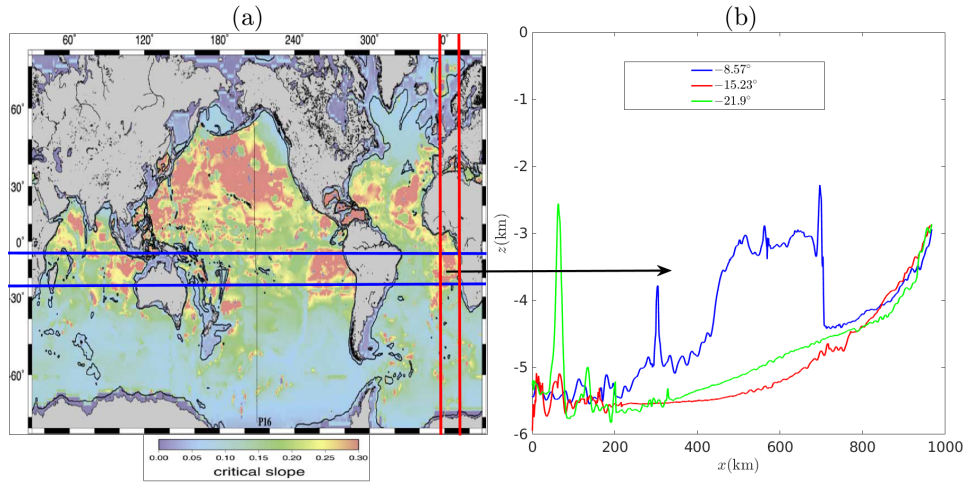 (a)
60° 120° 180° 240° 300° 0°
60°
30°
0°
30°
60°
P16
0.00 0.05 0.10 0.15 0.20 0.25 0.30
critical slope
(b)
0
-1
-2
-3
-4
-5
-6
z(km)
−8.57°
−15.23°
−21.9°
0 200 400 600 800 1000
x(km)